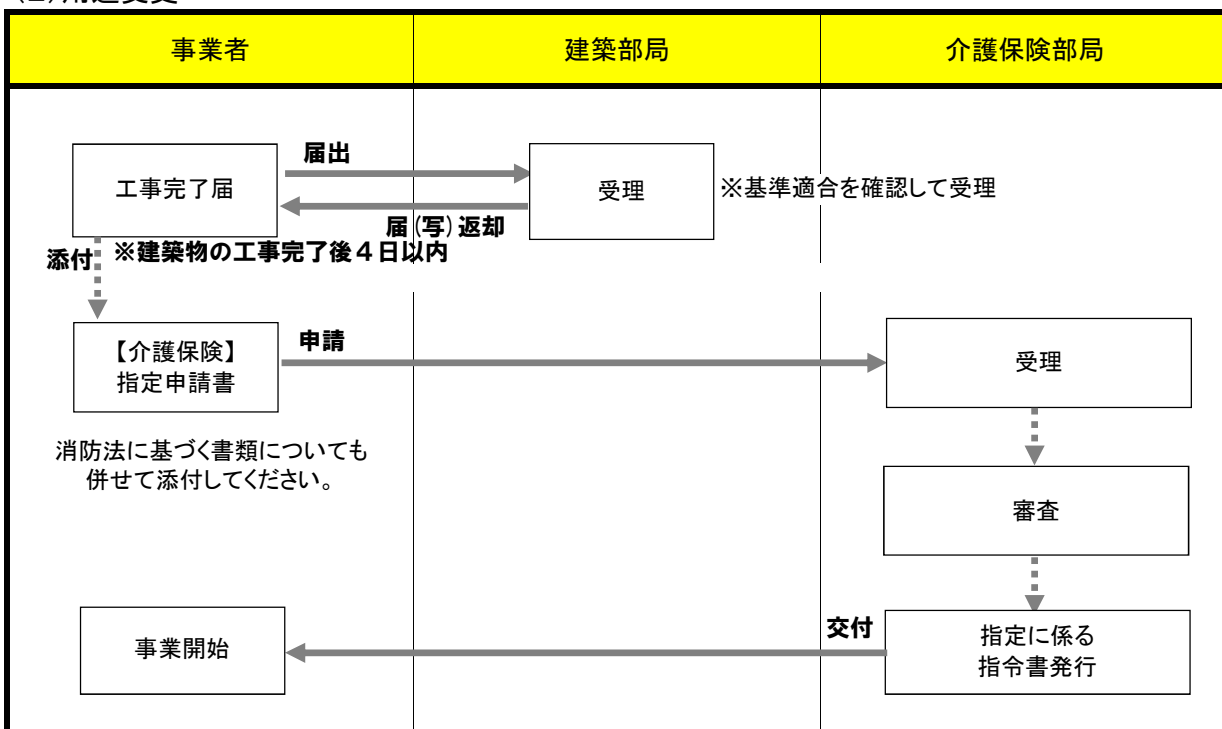 (2)用途変更
事業者
建築部局
介護保険部局
届出
工事完了届
受理
※基準適合を確認して受理
届(写)返却
添付
※建築物の工事完了後４日以内
【介護保険】
指定申請書
申請
受理
消防法に基づく書類についても
併せて添付してください。
審査
事業開始
交付
指定に係る
指令書発行